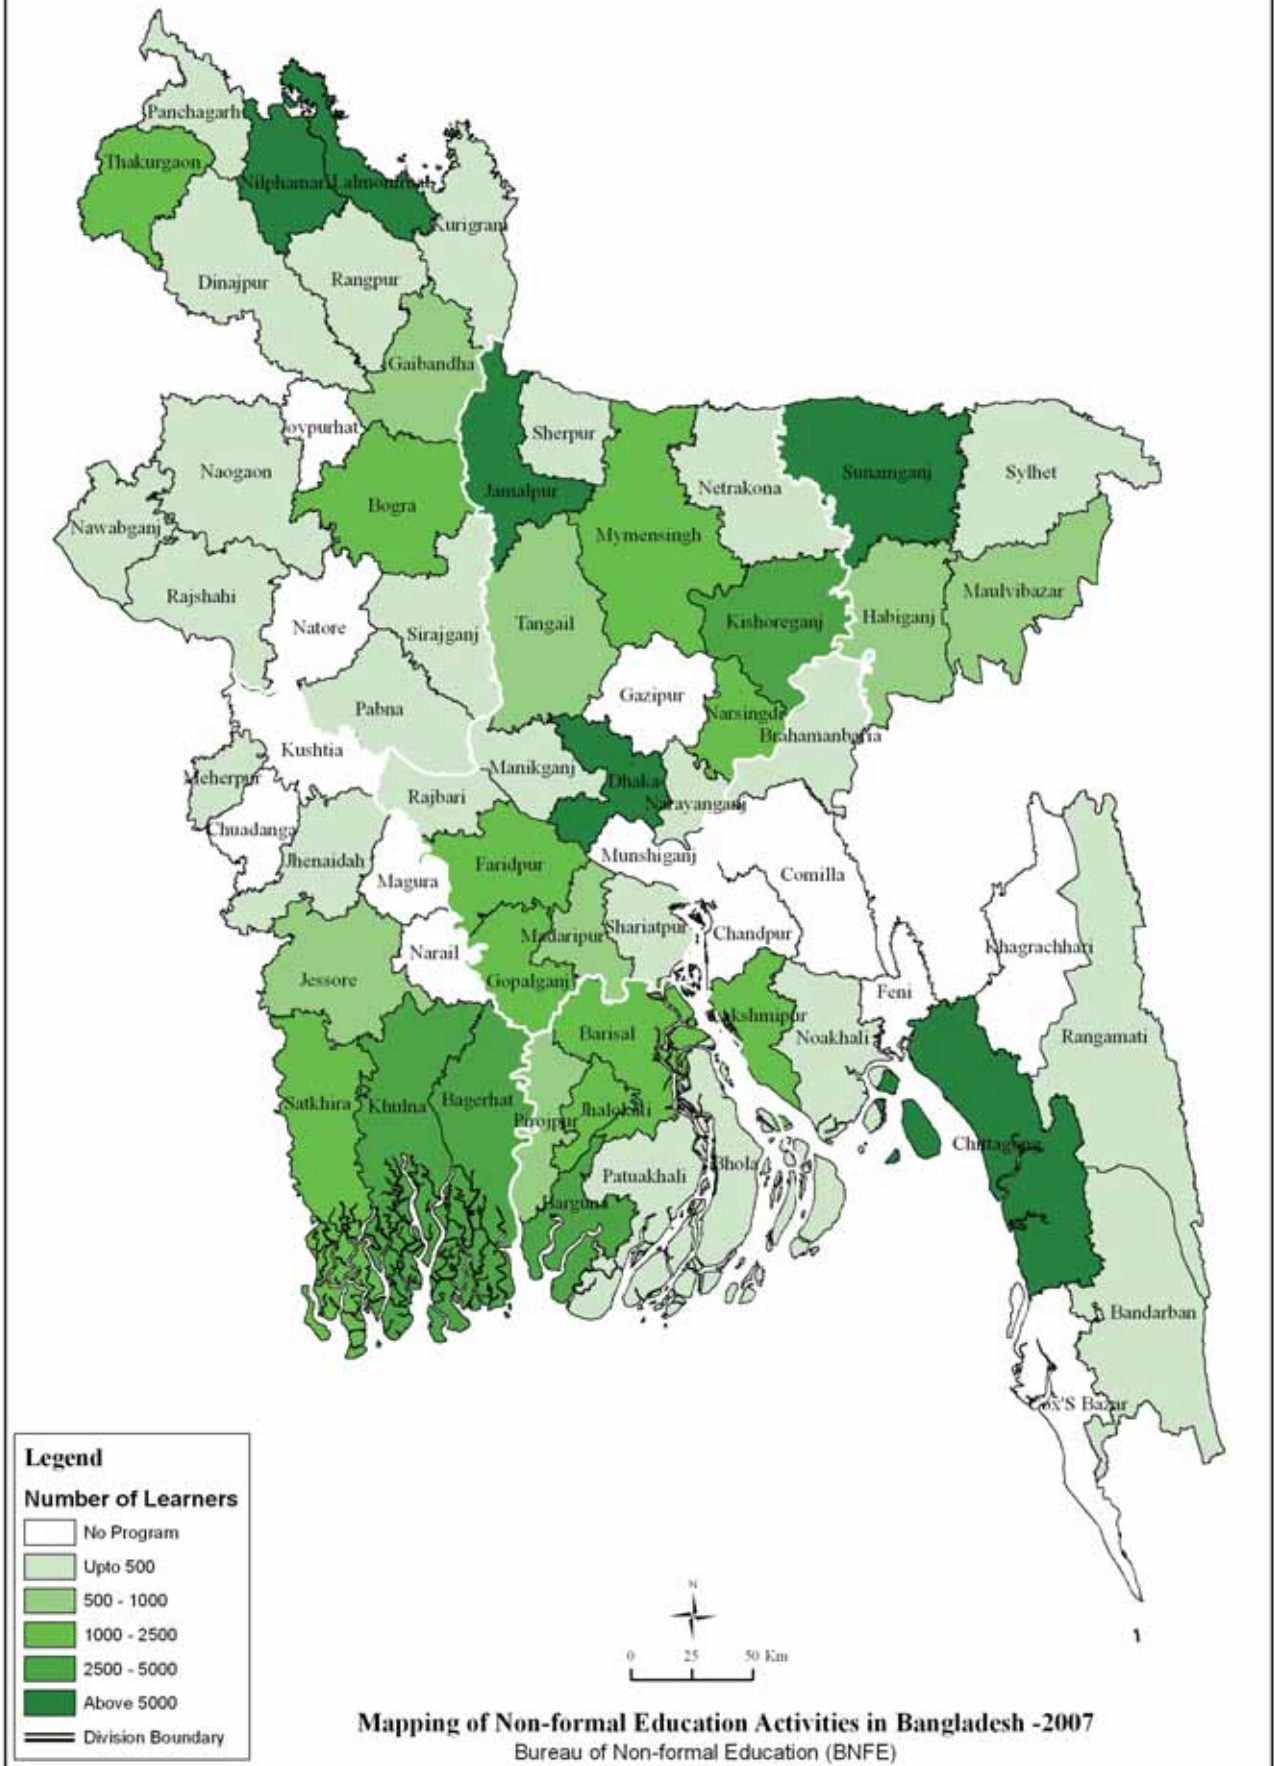 Panchagarh
Thakurgaon
Nilphamari
Lalmonirhat
Kurigram
Dinajpur
Rangpur
Gaibandha
oypurhat
Sherpur
Naogaon
Sunamganj
Sylhet
Netrakona
Jamalpur
Bogra
Nawabganj
Mymensingh
Maulvibazar
Rajshahi
Habiganj
Kishoreganj
Tangail
Natore
Sirajganj
Gazipur
Pabna
Narsingdi
Brahamanbaria
Kushtia
Manikganj
Meherpur
Dhaka
Rajbari
Narayanganj
Chuadanga
Munshiganj
Jhenaidah
Faridpur
Comilla
Magura
Shariatpur
Madaripur
Chandpur
Khagrachhari
Narail
Jessore
Gopalganj
Feni
Lakshmipur
Barisal
Noakhali
Rangamati
Satkhira
Khulna
Bagerhat
Jhalokati
Pirojpur
Chittagong
Bhola
Patuakhali
Barguna
Bandarban
Cox'S Bazar
Legend
Number of Learners
No Program
Upto 500
500 - 1000
1000 - 2500
2500 - 5000
Above 5000
Division Boundary
N
0 25 50 Km
1
Mapping of Non-formal Education Activities in Bangladesh -2007
Bureau of Non-formal Education (BNFE)